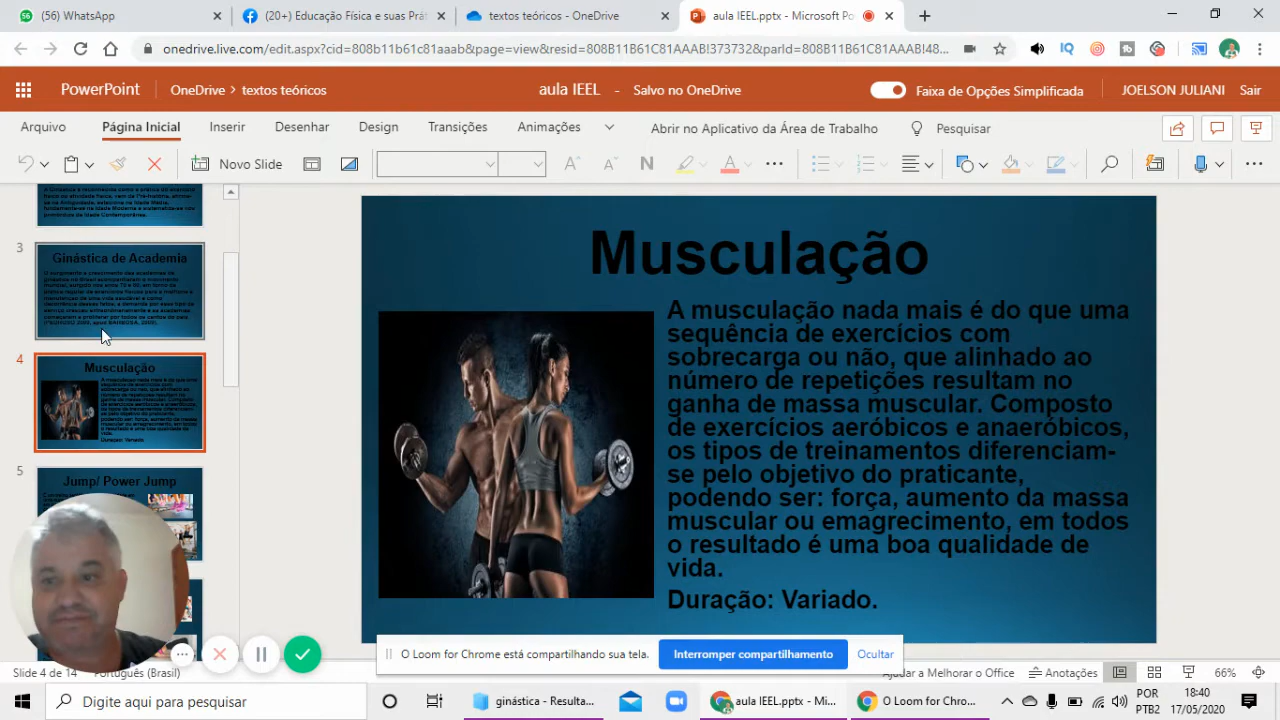 (56) WhatsApp
(20+) Educação Física e suas Prát
textos teóricos - OneDrive
aula IEEL.pptx - Microsoft Po
onedrive.live.com/edit.aspx?cid=808b11b61c81aaab&page=view&resid=808B11B61C81AAAB!373732&parId=808B11B61C81AAAB!48...
PowerPoint
OneDrive > textos teóricos
aula IEEL - Salvo no OneDrive
Faixa de Opções Simplificada
JOELSON JULIANI
Sair
Arquivo
Página Inicial
Inserir
Desenhar
Design
Transições
Animações
Abrir no Aplicativo da Área de Trabalho
Pesquisar
Novo Slide
3
Ginástica de Academia
4
Musculação
Duração: Variado
5
Jump/ Power Jump
Musculação
A musculação nada mais é do que uma
sequência de exercícios com
sobrecarga ou não, que alinhado ao
número de repetições resultam no
ganha de massa muscular. Composto
de exercícios aeróbicos e anaeróbicos,
os tipos de treinamentos diferenciam-
se pelo objetivo do praticante,
podendo ser: força, aumento da massa
muscular ou emagrecimento, em todos
o resultado é uma boa qualidade de
vida.
Duração: Variado.
O Loom for Chrome está compartilhando sua tela.
Interromper compartilhamento
Ocultar
Slide 4 de 14
Português (Brasil)
Ajudar a Melhorar o Office
Anotações
66%
Digite aqui para pesquisar
ginástica - Resulta...
aula IEEL.pptx - Mi...
O Loom for Chro...
POR
PTB2
18:40
17/05/2020